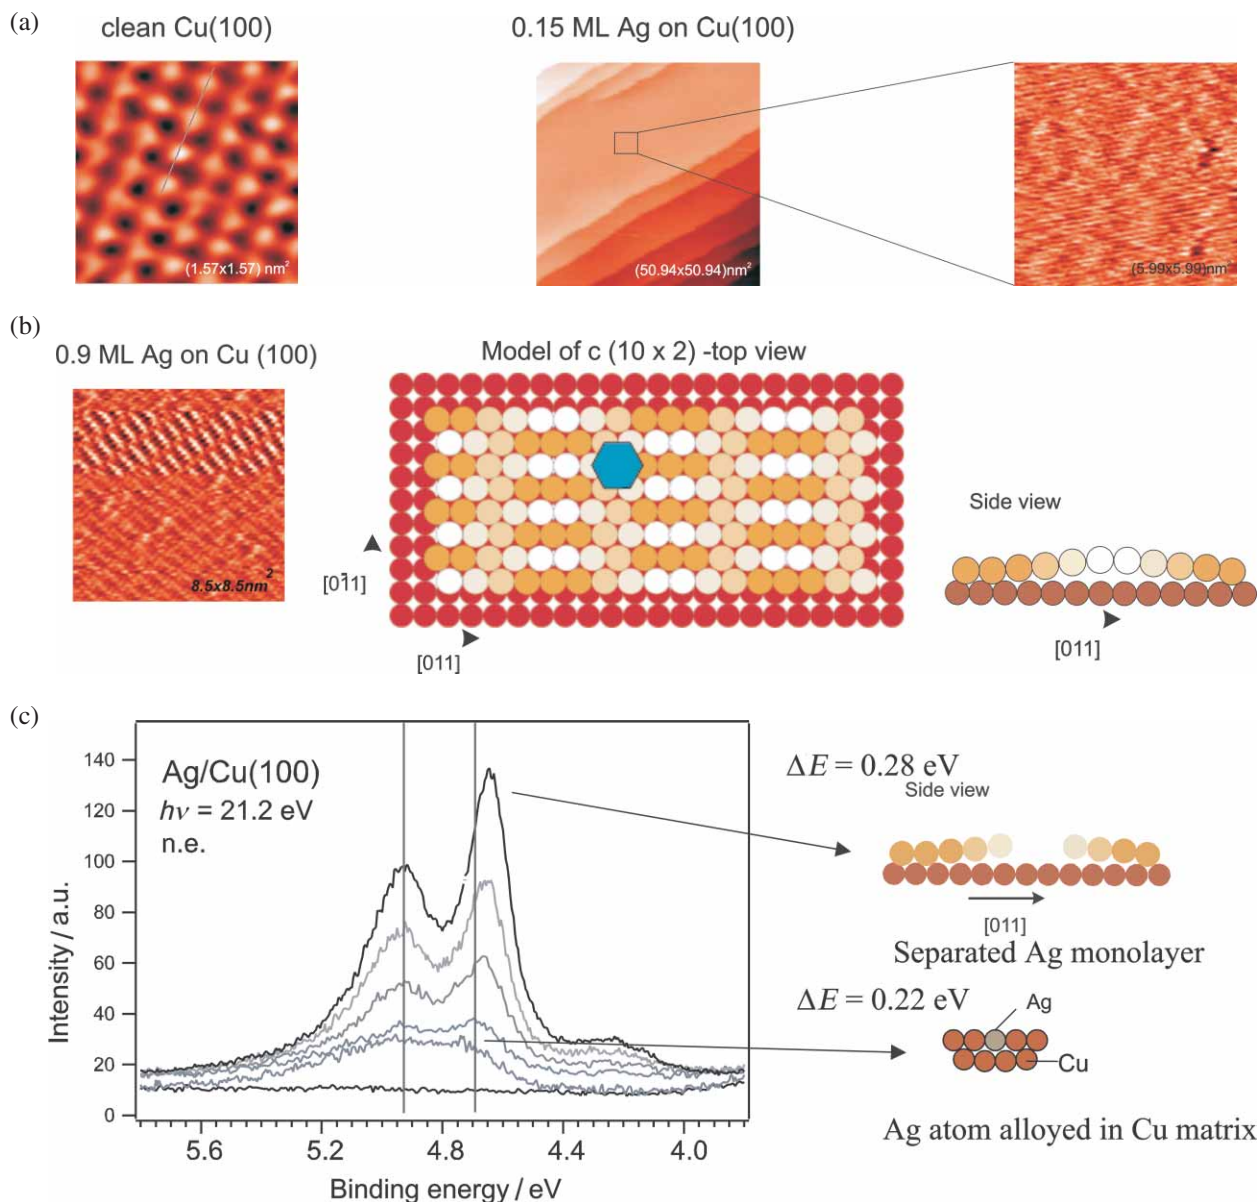 (a)
clean Cu(100)
0.15 ML Ag on Cu(100)
(1.57x1.57) nm²
(50.94x50.94)nm²
(5.99x5.99)nm²
(b)
0.9 ML Ag on Cu (100)
Model of c (10 x 2) -top view
8.5x8.5nm²
[01̄1]
[011]
Side view
[011]
(c)
Ag/Cu(100)
hν = 21.2 eV
n.e.
Intensity / a.u.
140
120
100
80
60
40
20
0
5.6
5.2
4.8
4.4
4.0
Binding energy / eV
ΔE = 0.28 eV
Side view
[011]
Separated Ag monolayer
ΔE = 0.22 eV
Ag
Cu
Ag atom alloyed in Cu matrix